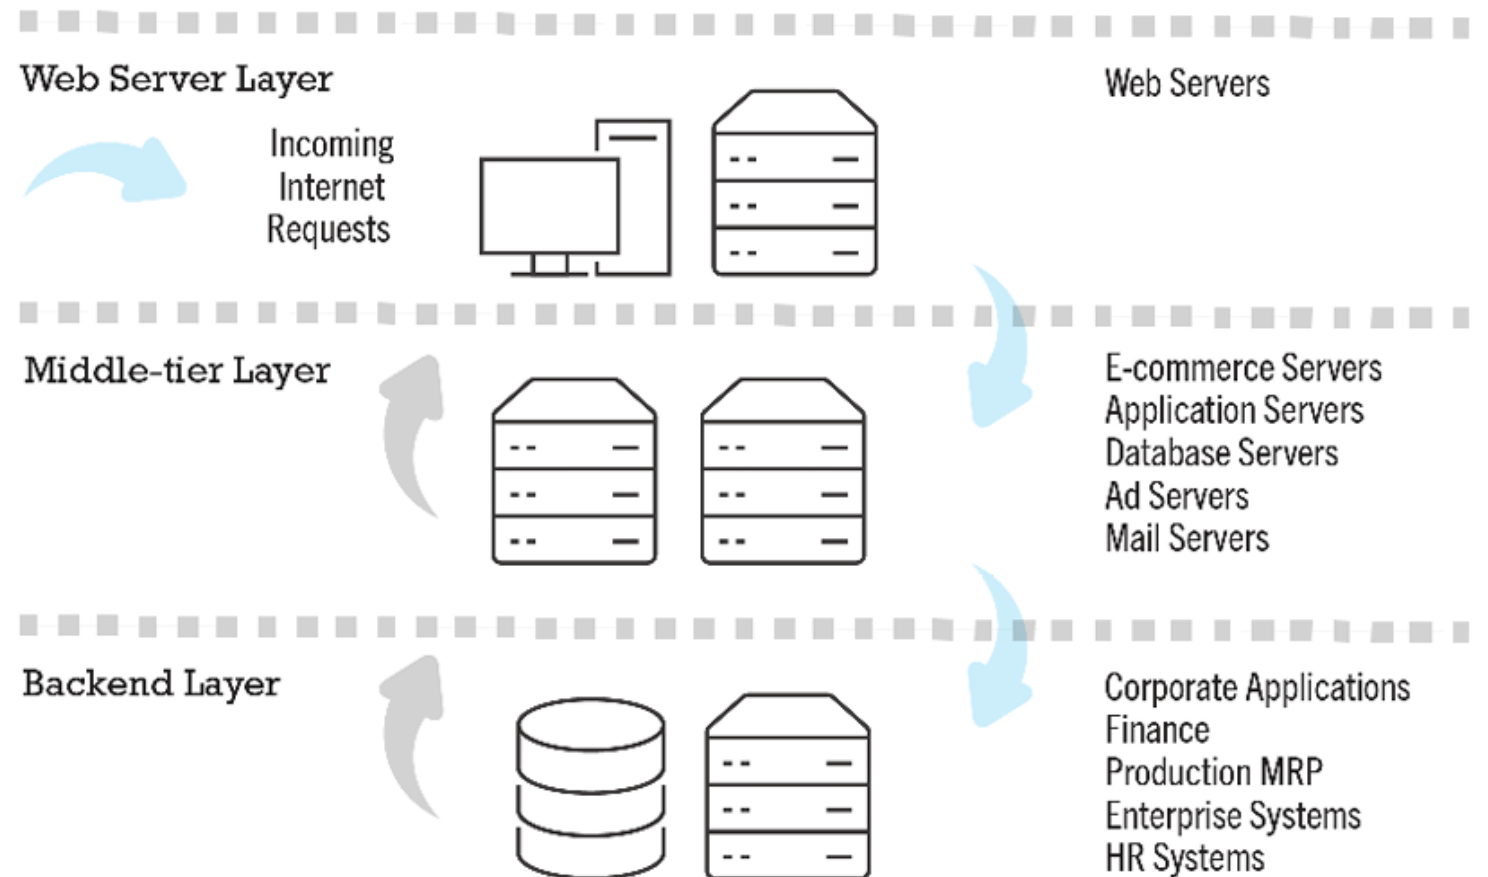 Web Server Layer
Web Servers
Incoming
Internet
Requests
Middle-tier Layer
E-commerce Servers
Application Servers
Database Servers
Ad Servers
Mail Servers
Backend Layer
Corporate Applications
Finance
Production MRP
Enterprise Systems
HR Systems